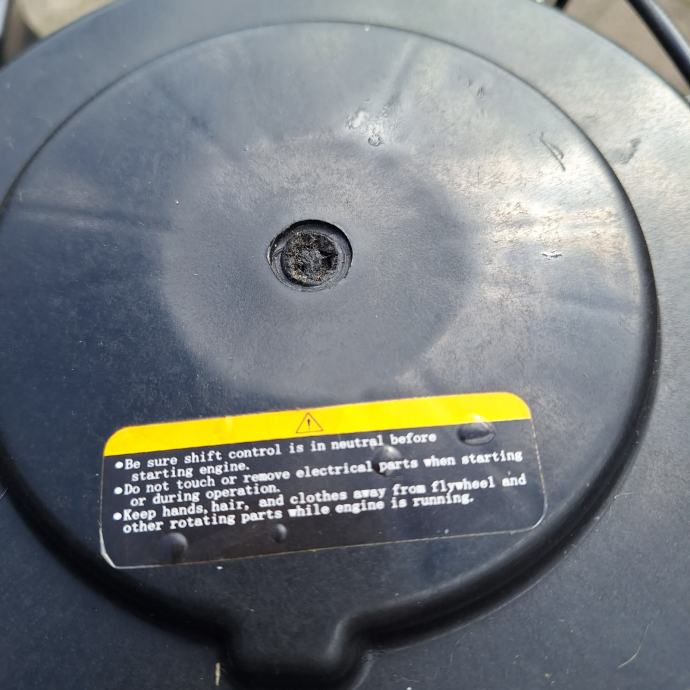 •Be sure shift control is in neutral before
starting engine.
•Do not touch or remove electrical parts when starting
or during operation.
•Keep hands, hair, and clothes away from flywheel and
other rotating parts while engine is running.